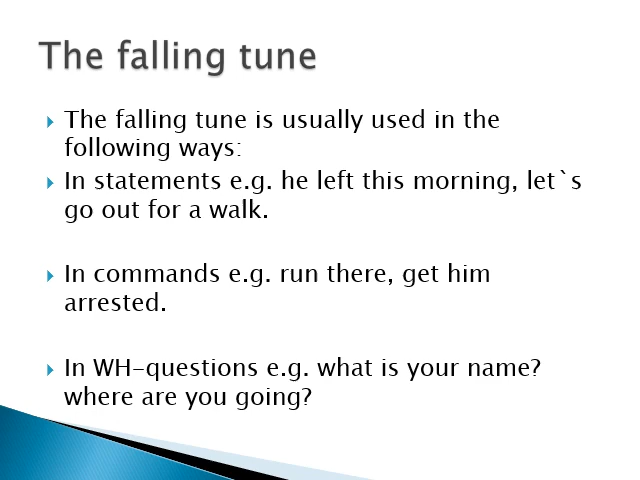 The falling tune
The falling tune is usually used in the
following ways:
In statements e.g. he left this morning, let`s
go out for a walk.
In commands e.g. run there, get him
arrested.
In WH-questions e.g. what is your name?
where are you going?